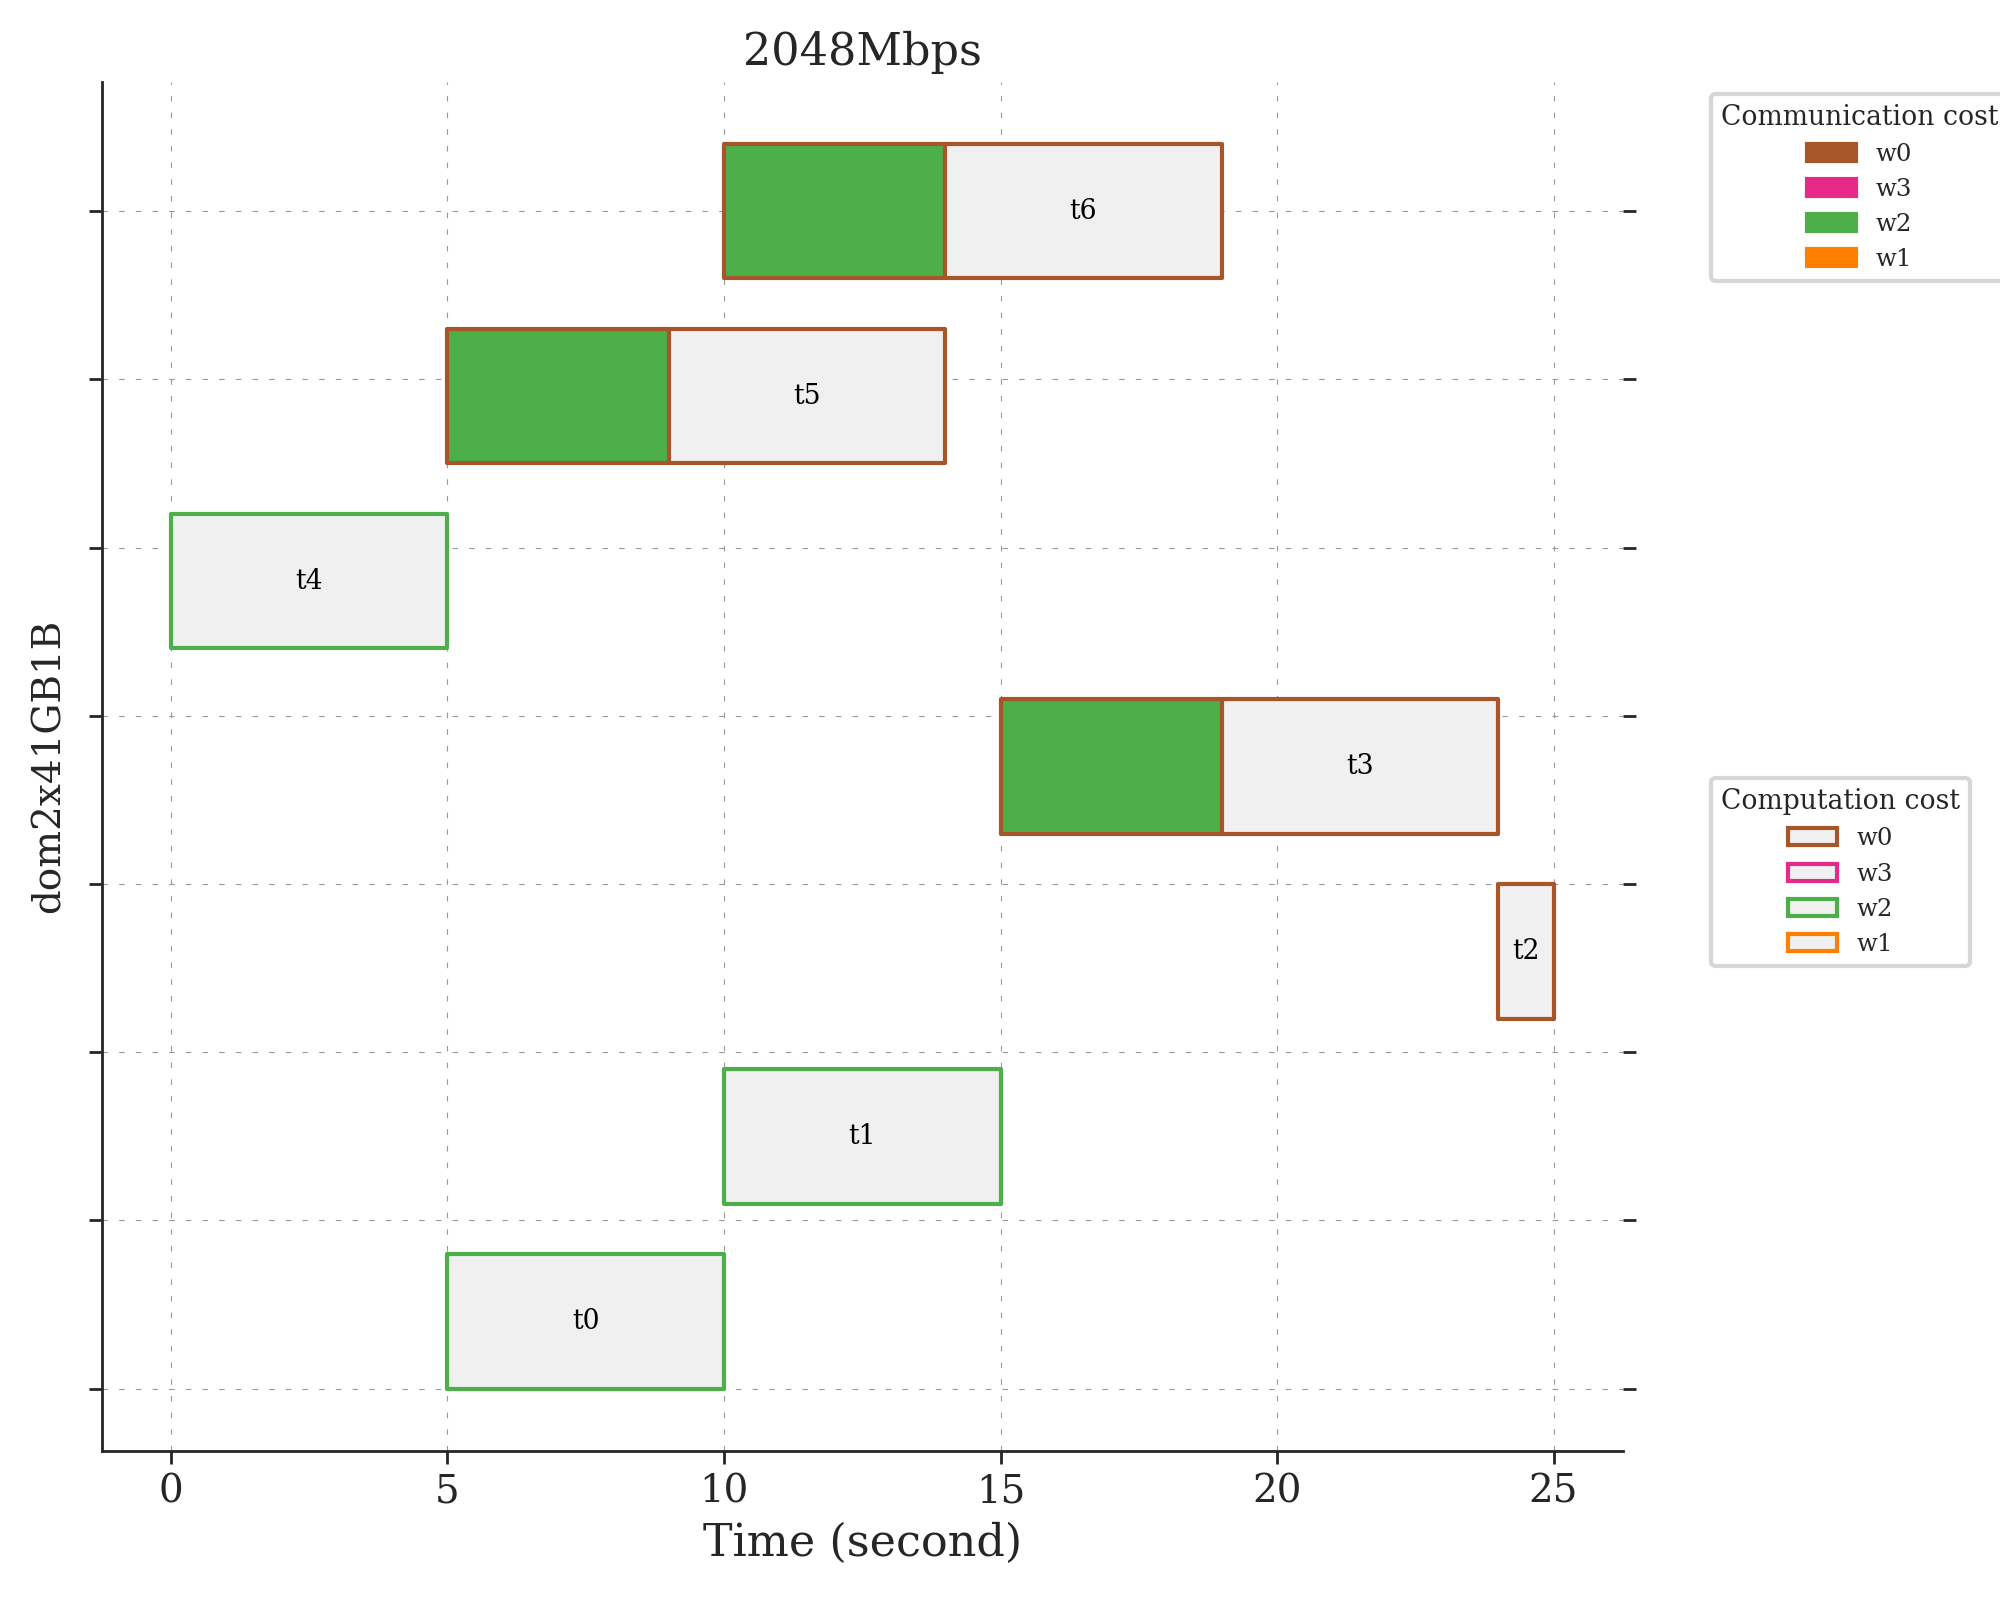 2048Mbps
Communication cost
w0
w3
w2
w1
t6
t5
t4
t3
t2
t1
t0
dom2x41GB1B
Computation cost
w0
w3
w2
w1
0 5 10 15 20 25
Time (second)